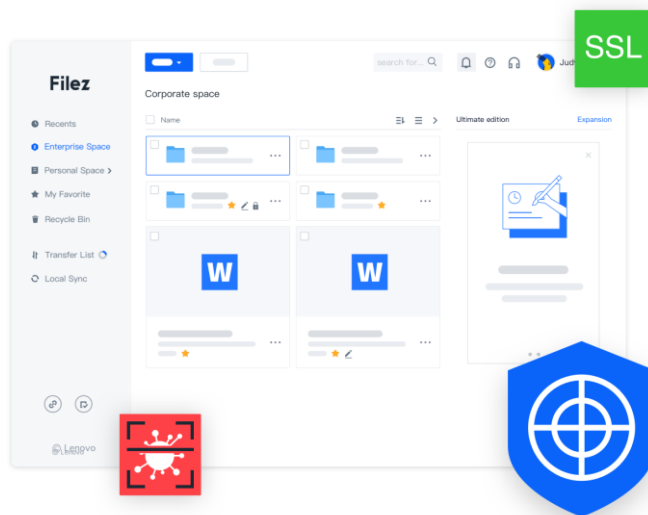 SSL
Filez
search for...
Jud
Corporate space
Recents
Enterprise Space
Personal Space
My Favorite
Recycle Bin
Transfer List
Local Sync
Name
Ultimate edition
Expansion
W
W
© Lenovo